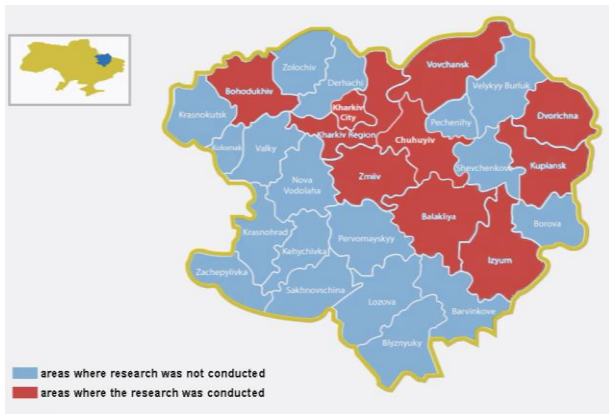 Zolochiv
Derhachi
Vovchansk
Velykyy Burluk
Bohodukhiv
Krasnokutsk
Kharkiv
City
Pechenihy
Dvorichna
Kolomak
Valky
Kharkiv Region
Chuhuyiv
Shevchenkove
Kupiansk
Zmiiv
Nova
Vodolaha
Balakliya
Borova
Krasnohrad
Pervomayskyy
Kehychivka
Izyum
Zachepylivka
Sakhnovschina
Lozova
Barvinkove
Blyznyuky
areas where research was not conducted
areas where the research was conducted